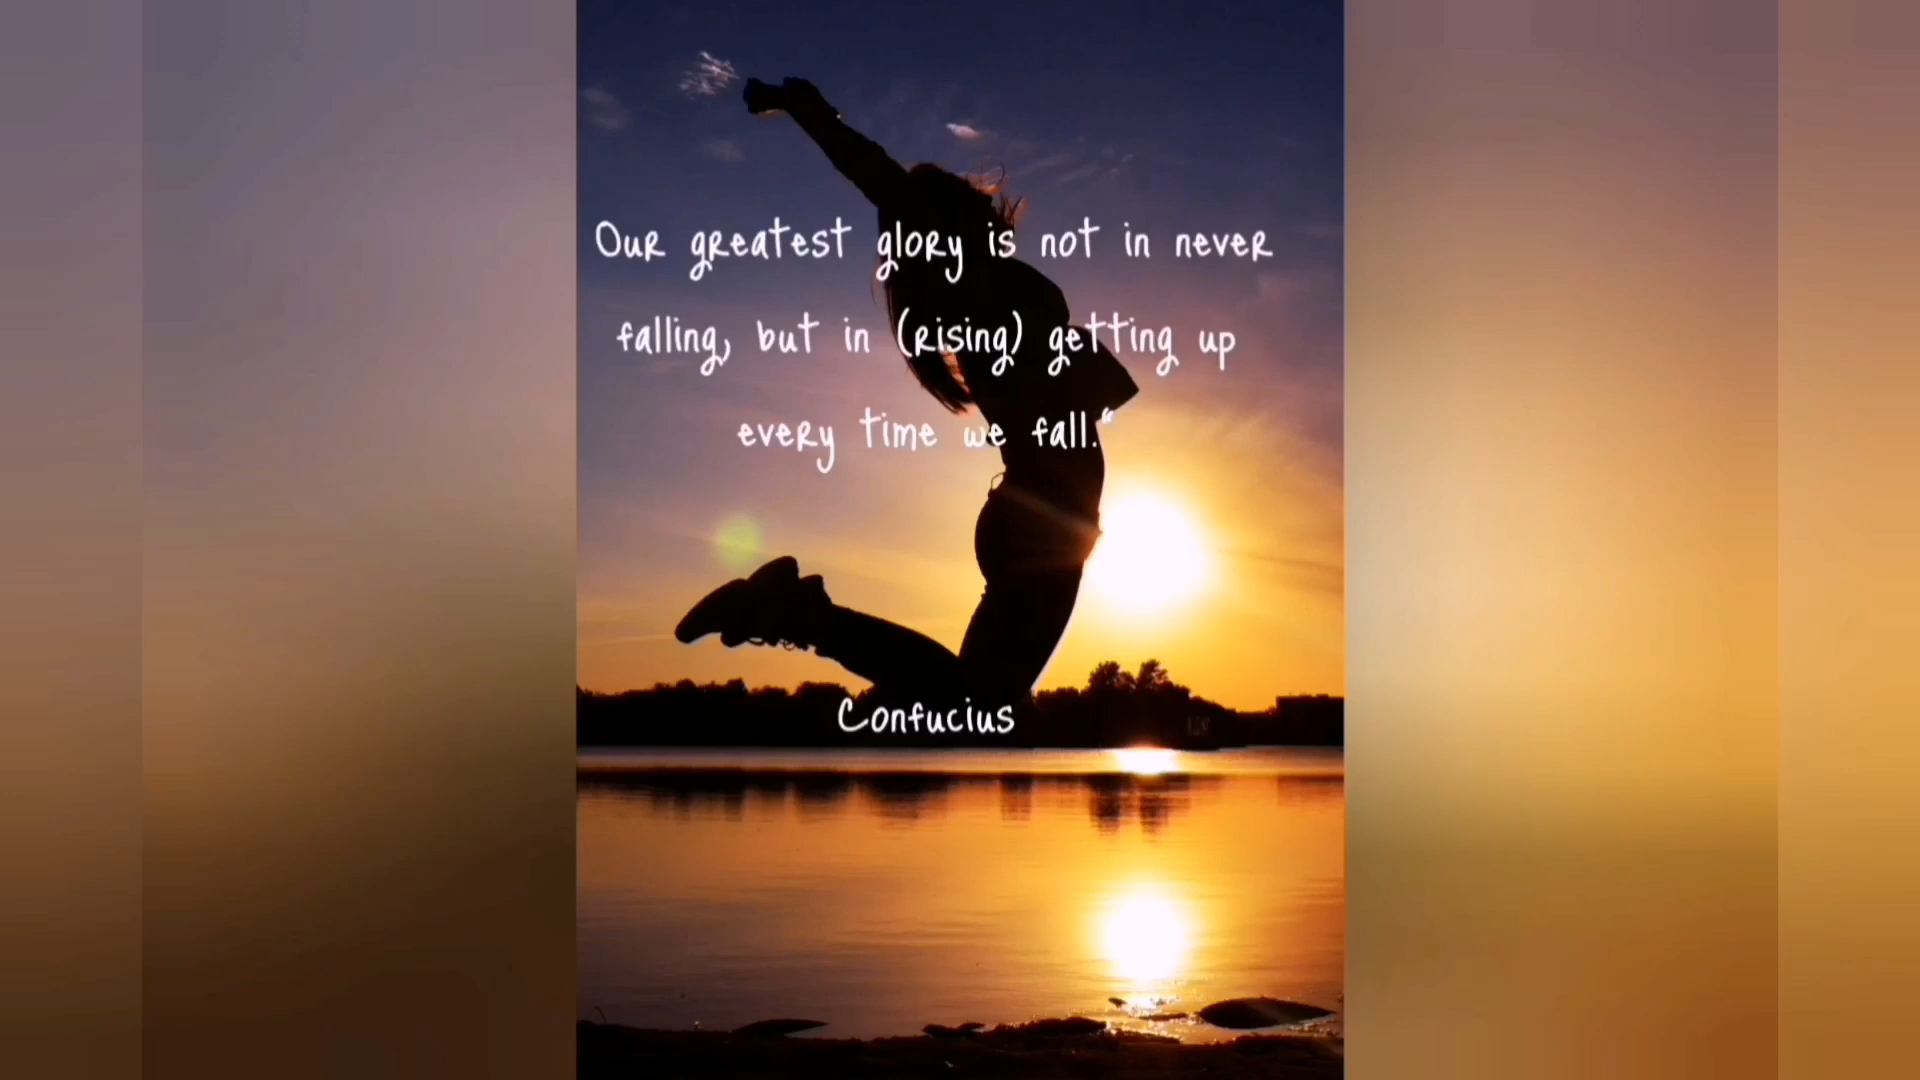 Our greatest glory is not in never
falling, but in (rising) getting up
every time we fall.“
Confucius